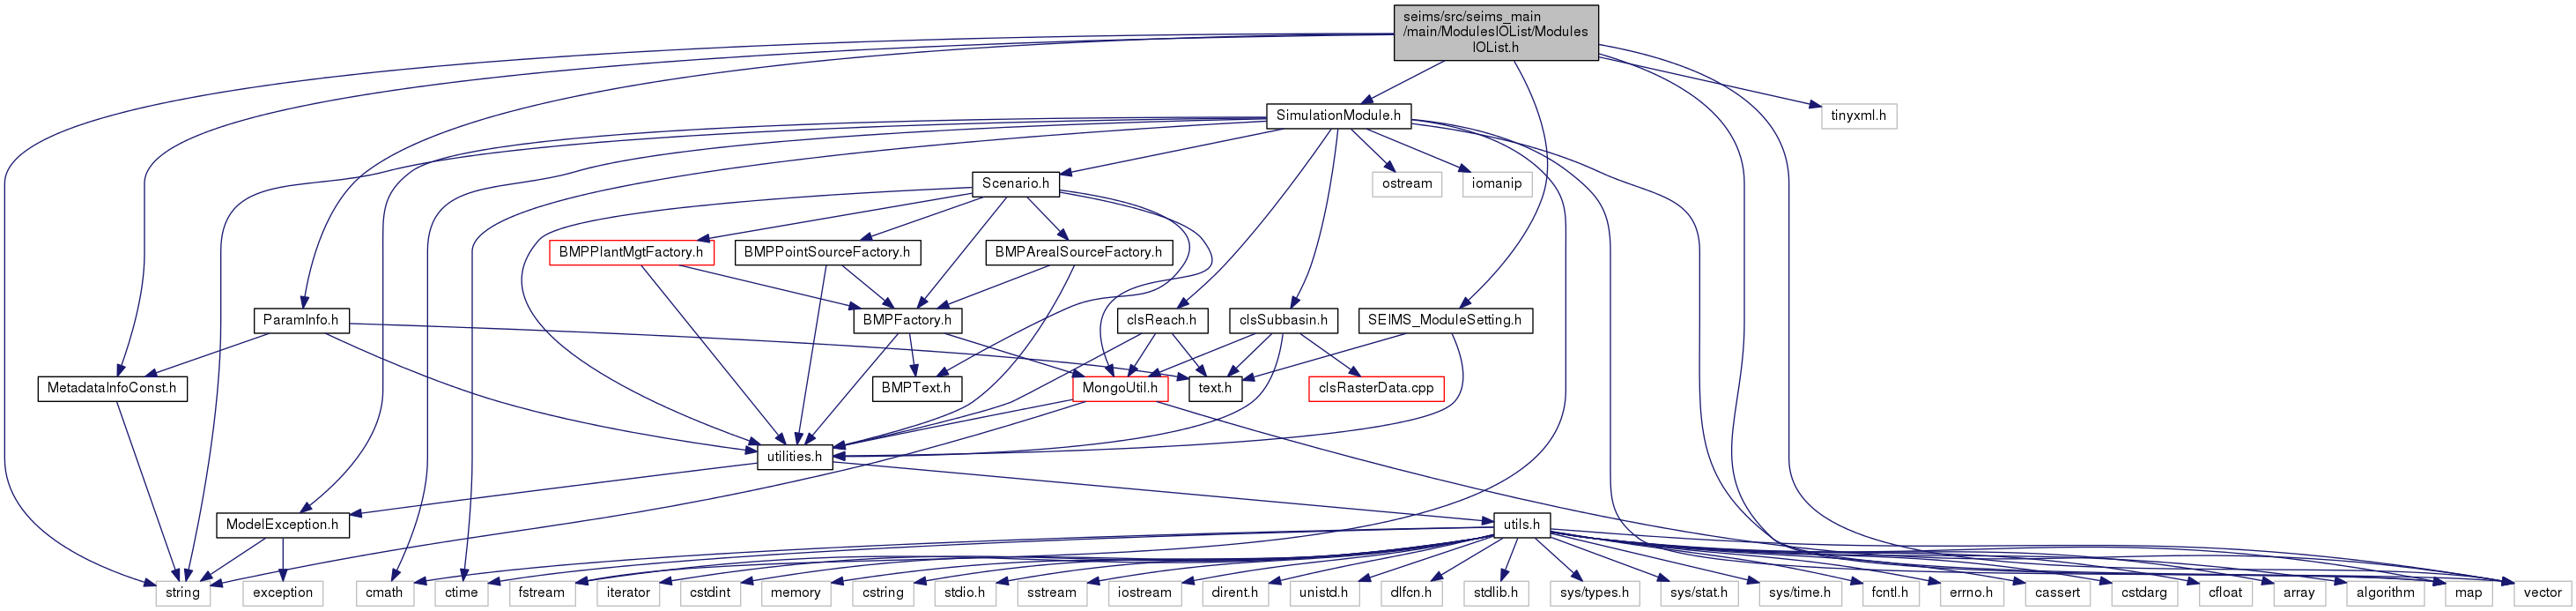 seims/src/seims_main
/main/ModulesIOList/Modules
IOList.h
SimulationModule.h
tinyxml.h
Scenario.h
ostream
iomanip
BMPPlantMgtFactory.h
BMPPointSourceFactory.h
BMPArealSourceFactory.h
ParamInfo.h
BMPFactory.h
clsReach.h
clsSubbasin.h
SEIMS_ModuleSetting.h
MetadataInfoConst.h
BMPText.h
MongoUtil.h
text.h
clsRasterData.cpp
utilities.h
ModelException.h
utils.h
string
exception
cmath
ctime
fstream
iterator
cstdint
memory
cstring
stdio.h
sstream
iostream
dirent.h
unistd.h
dlfcn.h
stdlib.h
sys/types.h
sys/stat.h
sys/time.h
fcntl.h
errno.h
cassert
cstdarg
cfloat
array
algorithm
map
vector